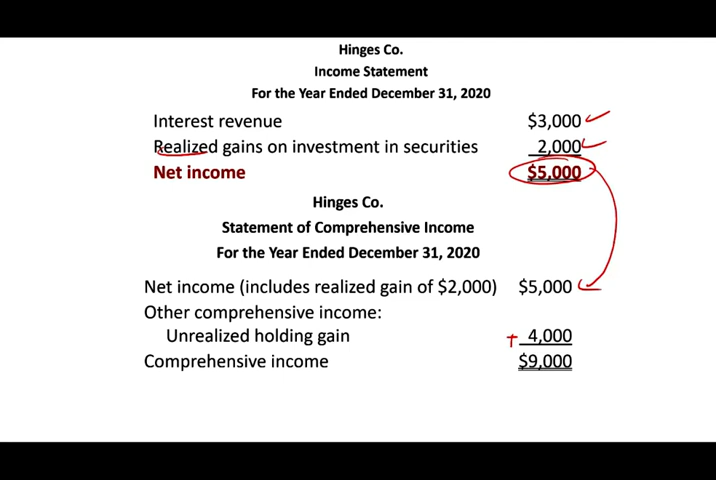 Hinges Co.
Income Statement
For the Year Ended December 31, 2020
Interest revenue $3,000
Realized gains on investment in securities 2,000
Net income $5,000
Hinges Co.
Statement of Comprehensive Income
For the Year Ended December 31, 2020
Net income (includes realized gain of $2,000) $5,000
Other comprehensive income:
Unrealized holding gain + 4,000
Comprehensive income $9,000